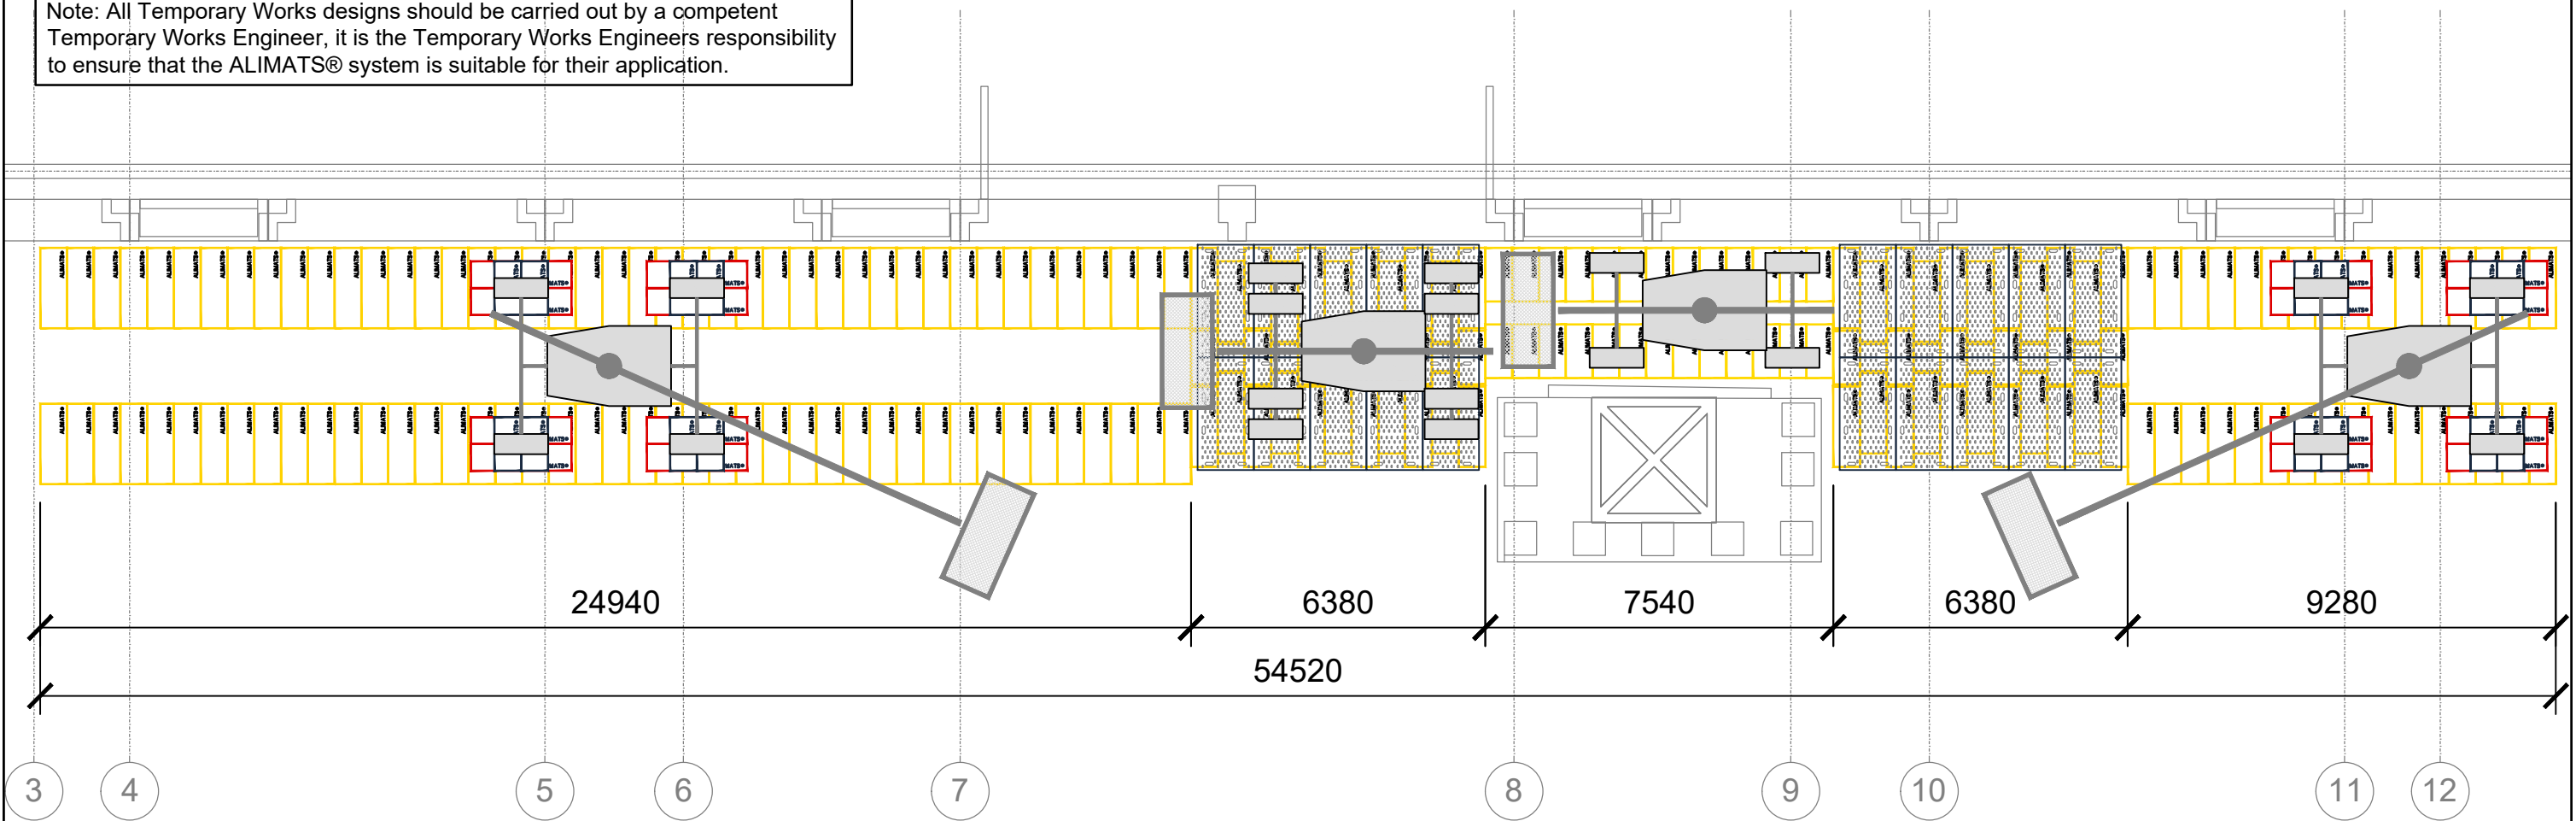 Note: All Temporary Works designs should be carried out by a competent
Temporary Works Engineer, it is the Temporary Works Engineers responsibility
to ensure that the ALIMATS® system is suitable for their application.
24940 6380 7540 6380 9280
54520
3 4 5 6 7 8 9 10 11 12